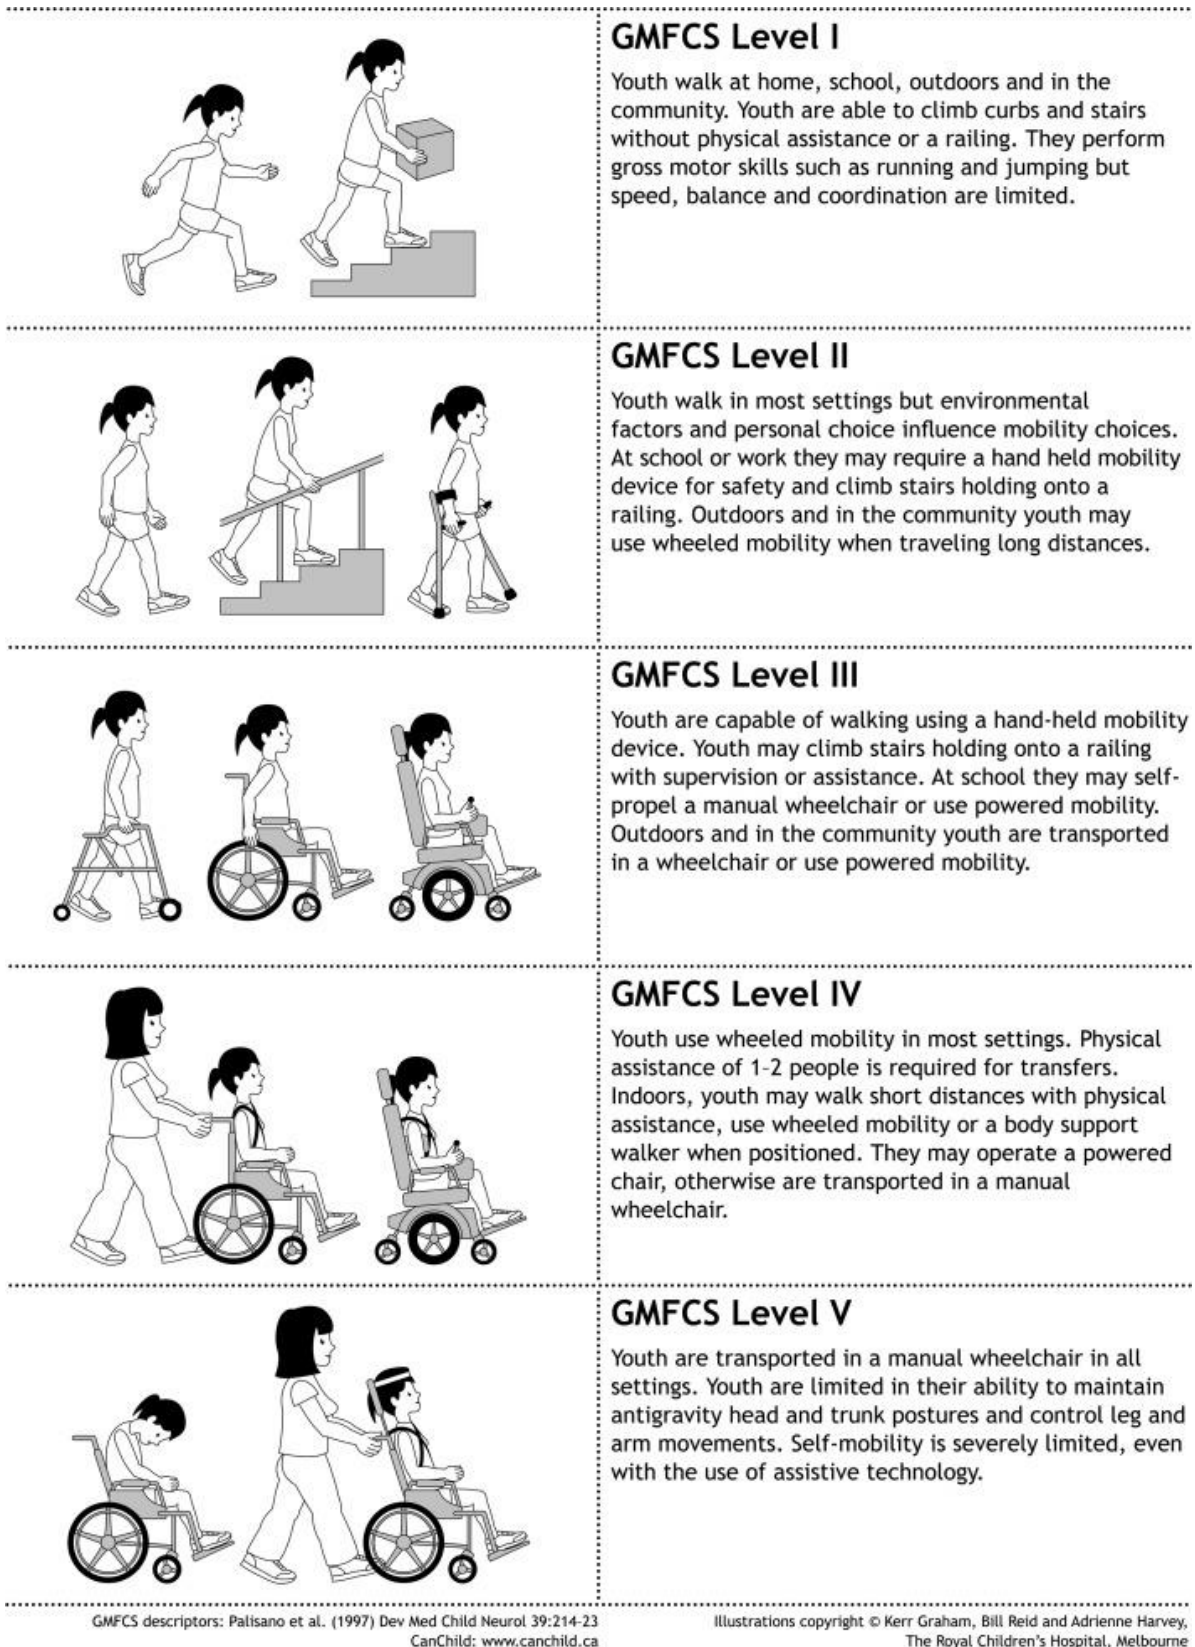 GMFCS Level I
Youth walk at home, school, outdoors and in the
community. Youth are able to climb curbs and stairs
without physical assistance or a railing. They perform
gross motor skills such as running and jumping but
speed, balance and coordination are limited.
GMFCS Level II
Youth walk in most settings but environmental
factors and personal choice influence mobility choices.
At school or work they may require a hand held mobility
device for safety and climb stairs holding onto a
railing. Outdoors and in the community youth may
use wheeled mobility when traveling long distances.
GMFCS Level III
Youth are capable of walking using a hand-held mobility
device. Youth may climb stairs holding onto a railing
with supervision or assistance. At school they may self-
propel a manual wheelchair or use powered mobility.
Outdoors and in the community youth are transported
in a wheelchair or use powered mobility.
GMFCS Level IV
Youth use wheeled mobility in most settings. Physical
assistance of 1-2 people is required for transfers.
Indoors, youth may walk short distances with physical
assistance, use wheeled mobility or a body support
walker when positioned. They may operate a powered
chair, otherwise are transported in a manual
wheelchair.
GMFCS Level V
Youth are transported in a manual wheelchair in all
settings. Youth are limited in their ability to maintain
antigravity head and trunk postures and control leg and
arm movements. Self-mobility is severely limited, even
with the use of assistive technology.
GMFCS descriptors: Palisano et al. (1997) Dev Med Child Neurol 39:214-23
CanChild: www.canchild.ca
Illustrations copyright © Kerr Graham, Bill Reid and Adrienne Harvey,
The Royal Children's Hospital, Melbourne